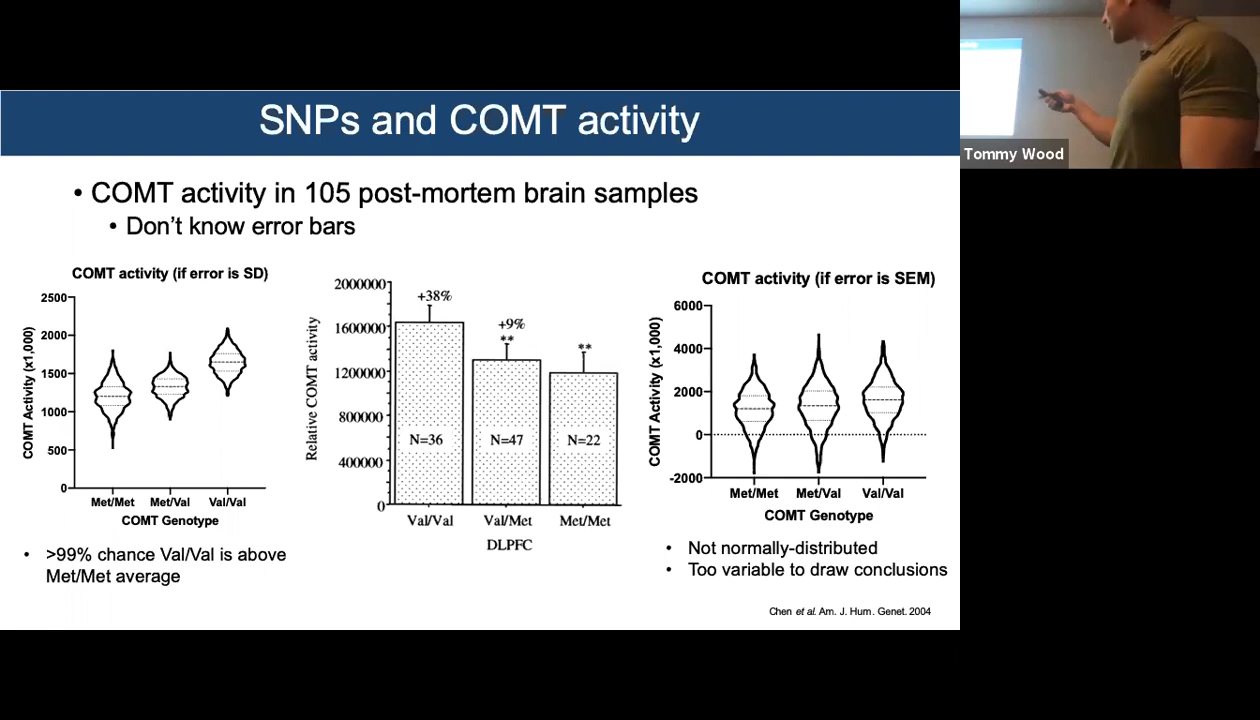 SNPs and COMT activity
Tommy Wood
• COMT activity in 105 post-mortem brain samples
• Don't know error bars
COMT activity (if error is SD)
2500
2000
1500
1000
500
0
COMT Activity (x1,000)
Met/Met Met/Val Val/Val
COMT Genotype
• >99% chance Val/Val is above
Met/Met average
2000000
1600000
1200000
800000
400000
0
Relative COMT activity
+38%
+9%
**
**
N=36
N=47
N=22
Val/Val Val/Met Met/Met
DLPFC
COMT activity (if error is SEM)
6000
4000
2000
0
-2000
COMT Activity (x1,000)
Met/Met Met/Val Val/Val
COMT Genotype
• Not normally-distributed
• Too variable to draw conclusions
Chen et al. Am. J. Hum. Genet. 2004